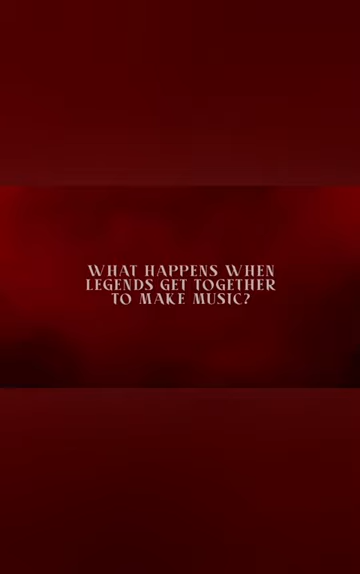 WHAT HAPPENS WHEN
LEGENDS GET TOGETHER
TO MAKE MUSIC?